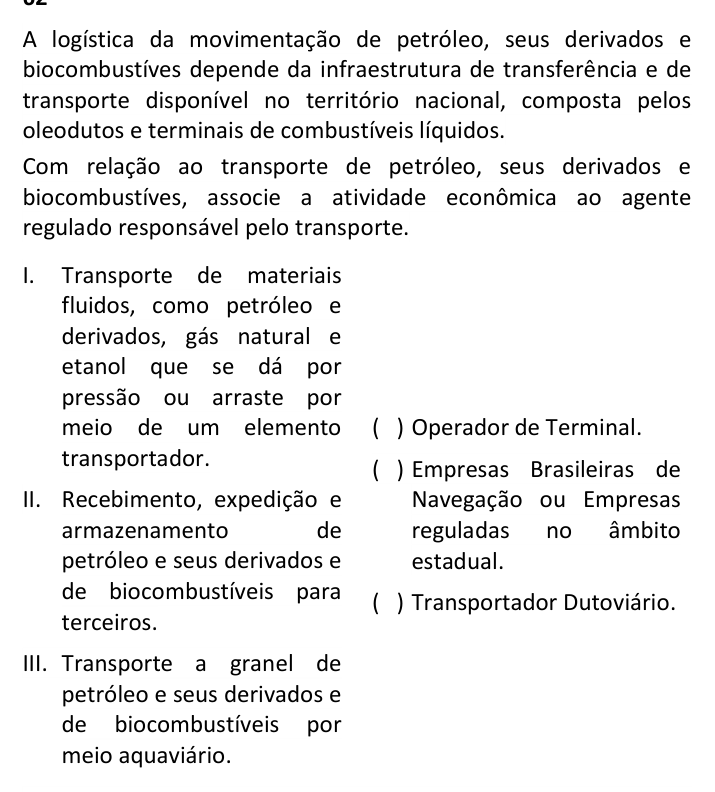 62
A logística da movimentação de petróleo, seus derivados e
biocombustíves depende da infraestrutura de transferência e de
transporte disponível no território nacional, composta pelos
oleodutos e terminais de combustíveis líquidos.
Com relação ao transporte de petróleo, seus derivados e
biocombustíves, associe a atividade econômica ao agente
regulado responsável pelo transporte.
I. Transporte de materiais
fluidos, como petróleo e
derivados, gás natural e
etanol que se dá por
pressão ou arraste por
meio de um elemento
transportador.
II. Recebimento, expedição e
armazenamento de
petróleo e seus derivados e
de biocombustíveis para
terceiros.
III. Transporte a granel de
petróleo e seus derivados e
de biocombustíveis por
meio aquaviário.
( ) Operador de Terminal.
( ) Empresas Brasileiras de
Navegação ou Empresas
reguladas no âmbito
estadual.
( ) Transportador Dutoviário.